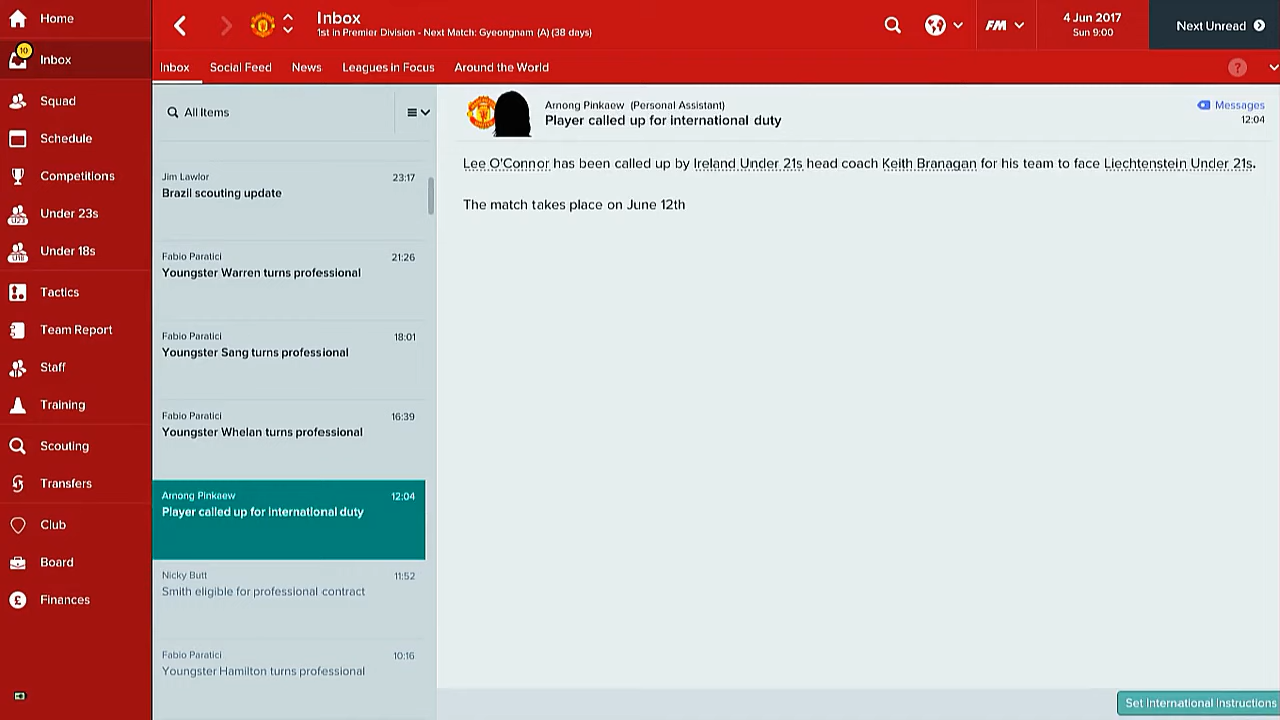 Home
10
Inbox
Squad
Schedule
Competitions
Under 23s
Under 18s
Tactics
Team Report
Staff
Training
Scouting
Transfers
Club
Board
Finances
Inbox
1st in Premier Division - Next Match: Gyeongnam (A) (38 days)
FM
4 Jun 2017
Sun 9:00
Next Unread
Inbox Social Feed News Leagues in Focus Around the World
?
All Items
Jim Lawlor 23:17
Brazil scouting update
Fabio Paratici 21:26
Youngster Warren turns professional
Fabio Paratici 18:01
Youngster Sang turns professional
Fabio Paratici 16:39
Youngster Whelan turns professional
Arnong Pinkaew 12:04
Player called up for international duty
Nicky Butt 11:52
Smith eligible for professional contract
Fabio Paratici 10:16
Youngster Hamilton turns professional
Arnong Pinkaew (Personal Assistant)
Player called up for international duty
Messages
12:04
Lee O'Connor has been called up by Ireland Under 21s head coach Keith Branagan for his team to face Liechtenstein Under 21s.
The match takes place on June 12th
Set International Instructions